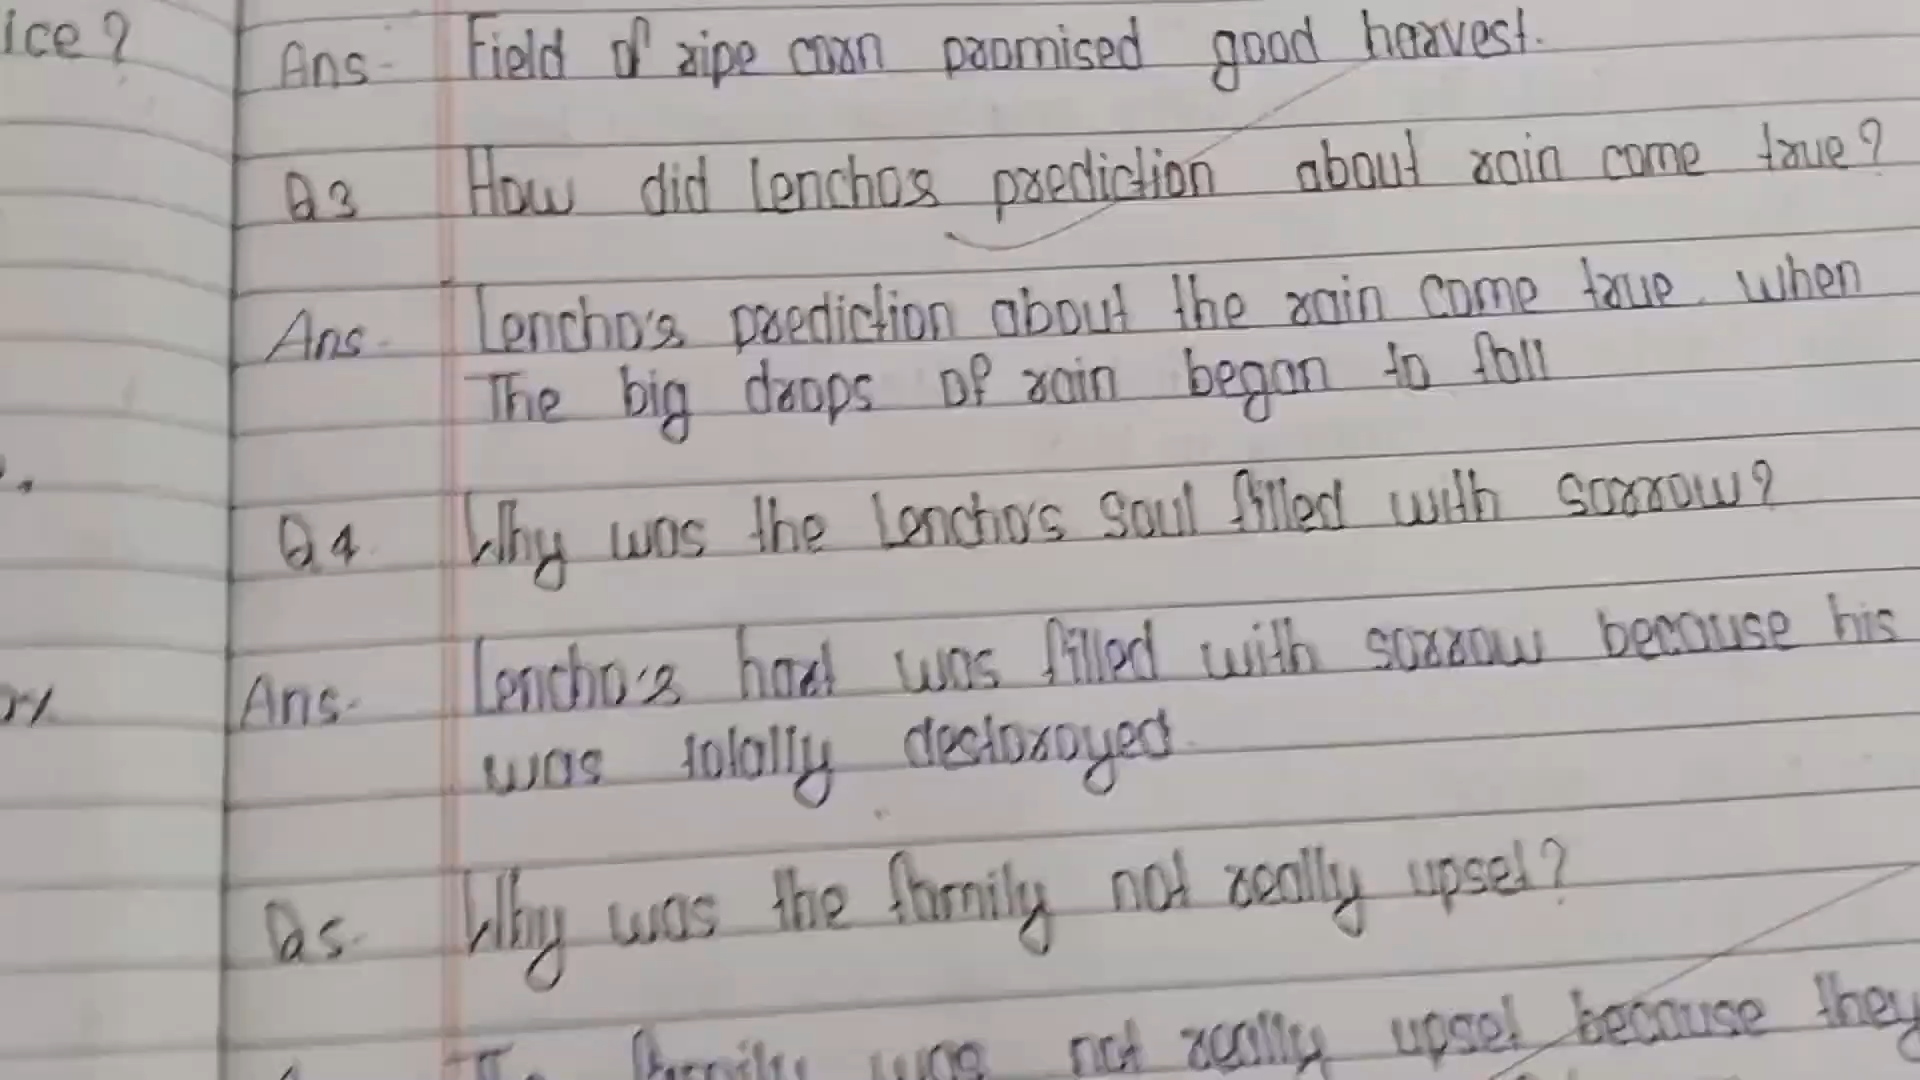 ice?
Ans- Field of ripe corn promised good harvest.
Q3 How did Lencho's prediction about rain come true?
Ans- Lencho's prediction about the rain come true. when
The big drops of rain began to fall
Q4. Why was the Lencho's Soul filled with sorrow?
Ans- Lencho's hart was filled with sorrow because his
was totally destoroyed.
Q5. Why was the family not really upset?
family was not really upset because they